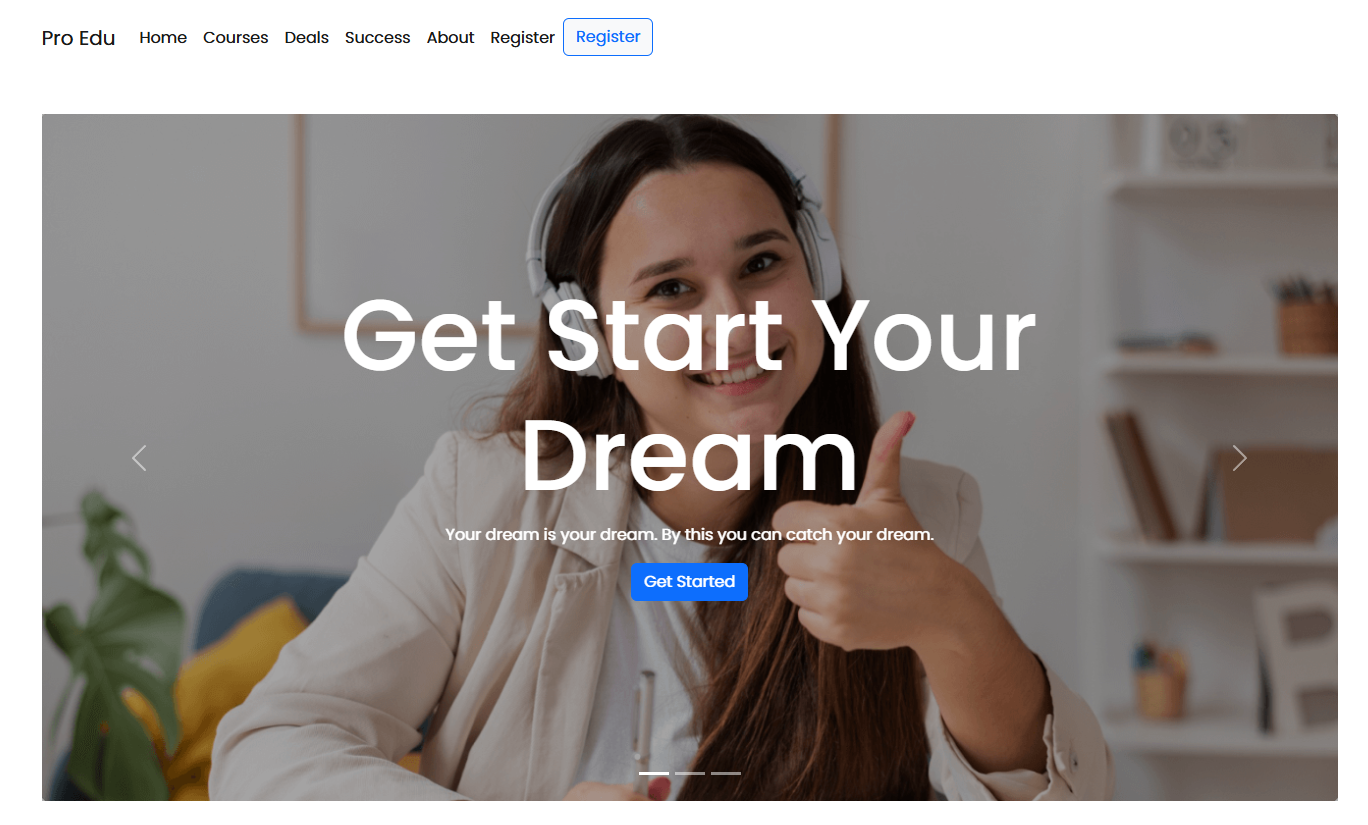 Pro Edu Home Courses Deals Success About Register Register
Get Start Your
Dream
Your dream is your dream. By this you can catch your dream.
Get Started